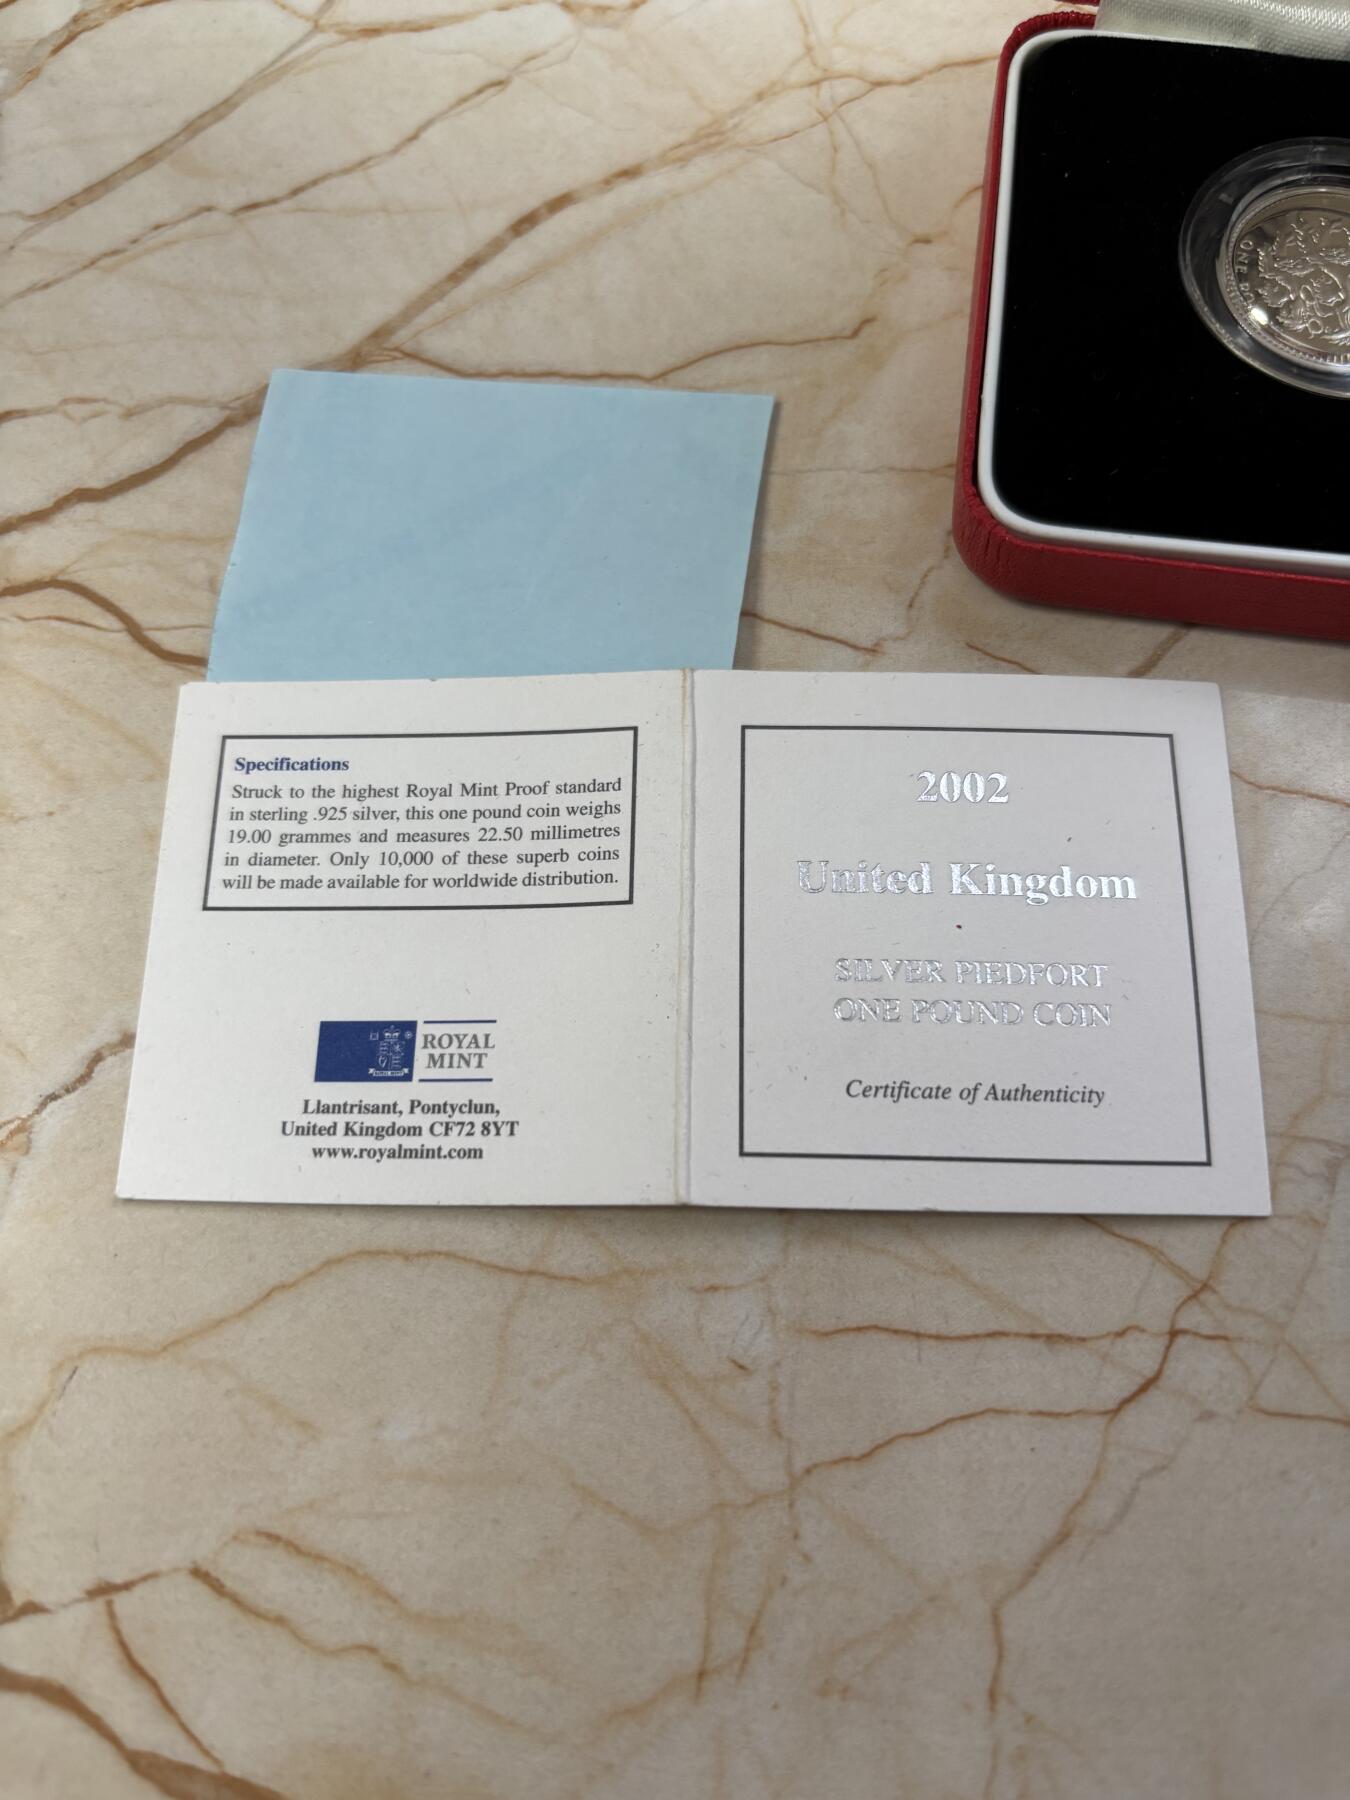 Specifications
Struck to the highest Royal Mint Proof standard
in sterling .925 silver, this one pound coin weighs
19.00 grammes and measures 22.50 millimetres
in diameter. Only 10,000 of these superb coins
will be made available for worldwide distribution.
ROYAL
MINT
Llantrisant, Pontyclun,
United Kingdom CF72 8YT
www.royalmint.com
2002
United Kingdom
SILVER PIEDFORT
ONE POUND COIN
Certificate of Authenticity
ONE